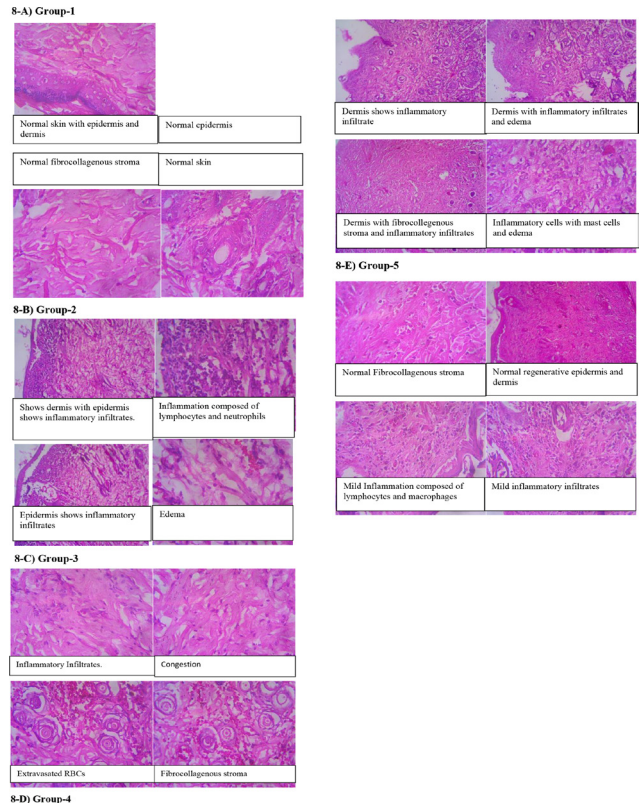 8-A) Group-1
Normal skin with epidermis and
dermis
Normal epidermis
Normal fibrocollagenous stroma
Normal skin
8-B) Group-2
Shows dermis with epidermis
shows inflammatory infiltrates.
Inflammation composed of
lymphocytes and neutrophils
Epidermis shows inflammatory
infiltrates
Edema
8-C) Group-3
Inflammatory Infiltrates.
Congestion
Extravasated RBCs
Fibrocollagenous stroma
8-D) Group-4
Dermis shows inflammatory
infiltrate
Dermis with inflammatory infiltrates
and edema
Dermis with fibrocollegenous
stroma and inflammatory infiltrates
Inflammatory cells with mast cells
and edema
8-E) Group-5
Normal Fibrocollagenous stroma
Normal regenerative epidermis and
dermis
Mild Inflammation composed of
lymphocytes and macrophages
Mild inflammatory infiltrates